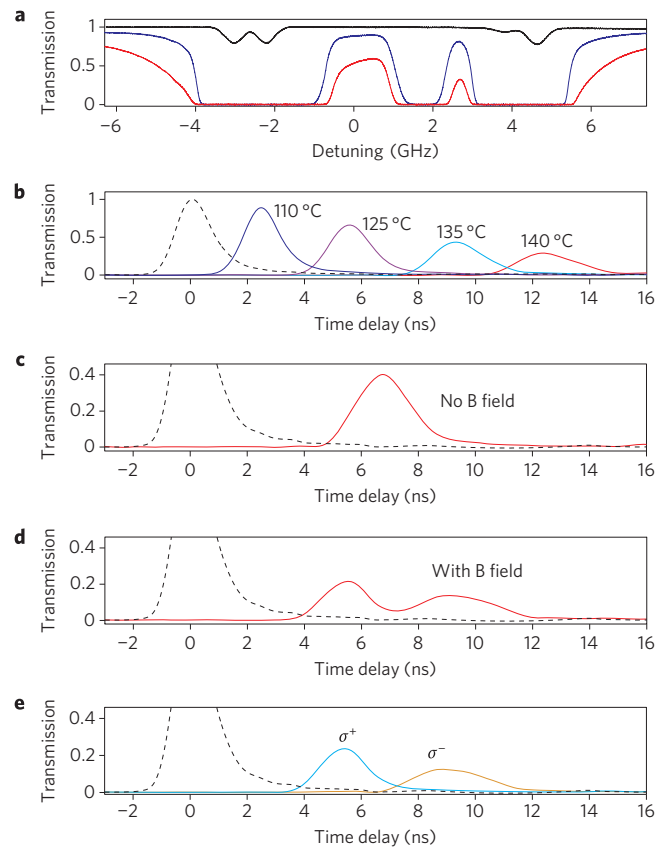 a
Transmission
1
0.5
0
−6 −4 −2 0 2 4 6
Detuning (GHz)
b
Transmission
1
0.5
0
110 °C
125 °C
135 °C
140 °C
−2 0 2 4 6 8 10 12 14 16
Time delay (ns)
c
Transmission
0.4
0.2
0
No B field
−2 0 2 4 6 8 10 12 14 16
Time delay (ns)
d
Transmission
0.4
0.2
0
With B field
−2 0 2 4 6 8 10 12 14 16
Time delay (ns)
e
Transmission
0.4
0.2
0
σ+
σ−
−2 0 2 4 6 8 10 12 14 16
Time delay (ns)